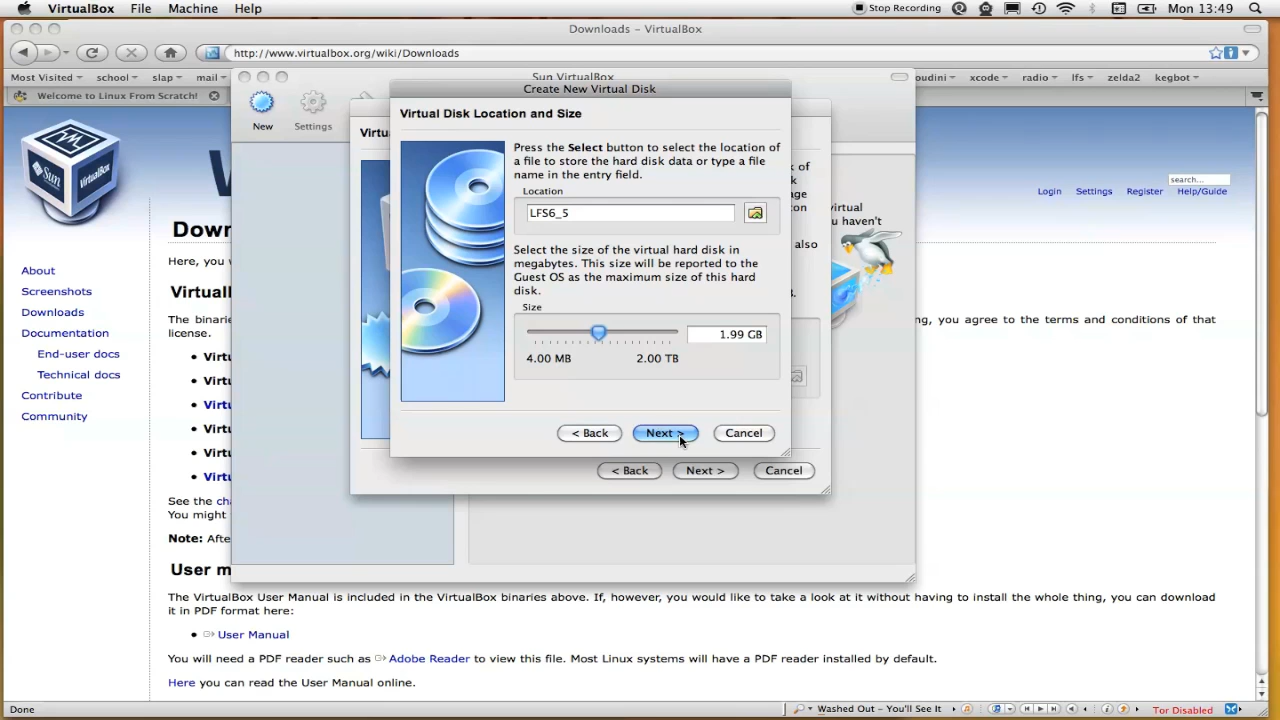 VirtualBox File Machine Help
Stop Recording
Mon 13:49
Downloads – VirtualBox
http://www.virtualbox.org/wiki/Downloads
Most Visited school slap mail
oudini xcode radio lfs zelda2 kegbot
Welcome to Linux From Scratch!
Sun VirtualBox
New
Settings
Create New Virtual Disk
Virtual Disk Location and Size
Press the Select button to select the location of
a file to store the hard disk data or type a file
name in the entry field.
Location
LFS6_5
Select the size of the virtual hard disk in
megabytes. This size will be reported to the
Guest OS as the maximum size of this hard
disk.
Size
1.99 GB
4.00 MB
2.00 TB
< Back
Next >
Cancel
< Back
Next >
Cancel
Virtu
Sun
VirtualBox
search...
Login Settings Register Help/Guide
About
Screenshots
Downloads
Documentation
End-user docs
Technical docs
Contribute
Community
Down
Here, you
Virtual
The binarie
license.
ng, you agree to the terms and conditions of that
Virtu
Virtu
Virtu
Virtu
Virtu
Virtu
See the cha
You might
Note: Afte
User m
The VirtualBox User Manual is included in the VirtualBox binaries above. If, however, you would like to take a look at it without having to install the whole thing, you can download
it in PDF format here:
User Manual
You will need a PDF reader such as Adobe Reader to view this file. Most Linux systems will have a PDF reader installed by default.
Here you can read the User Manual online.
Done
Washed Out – You'll See It
Tor Disabled